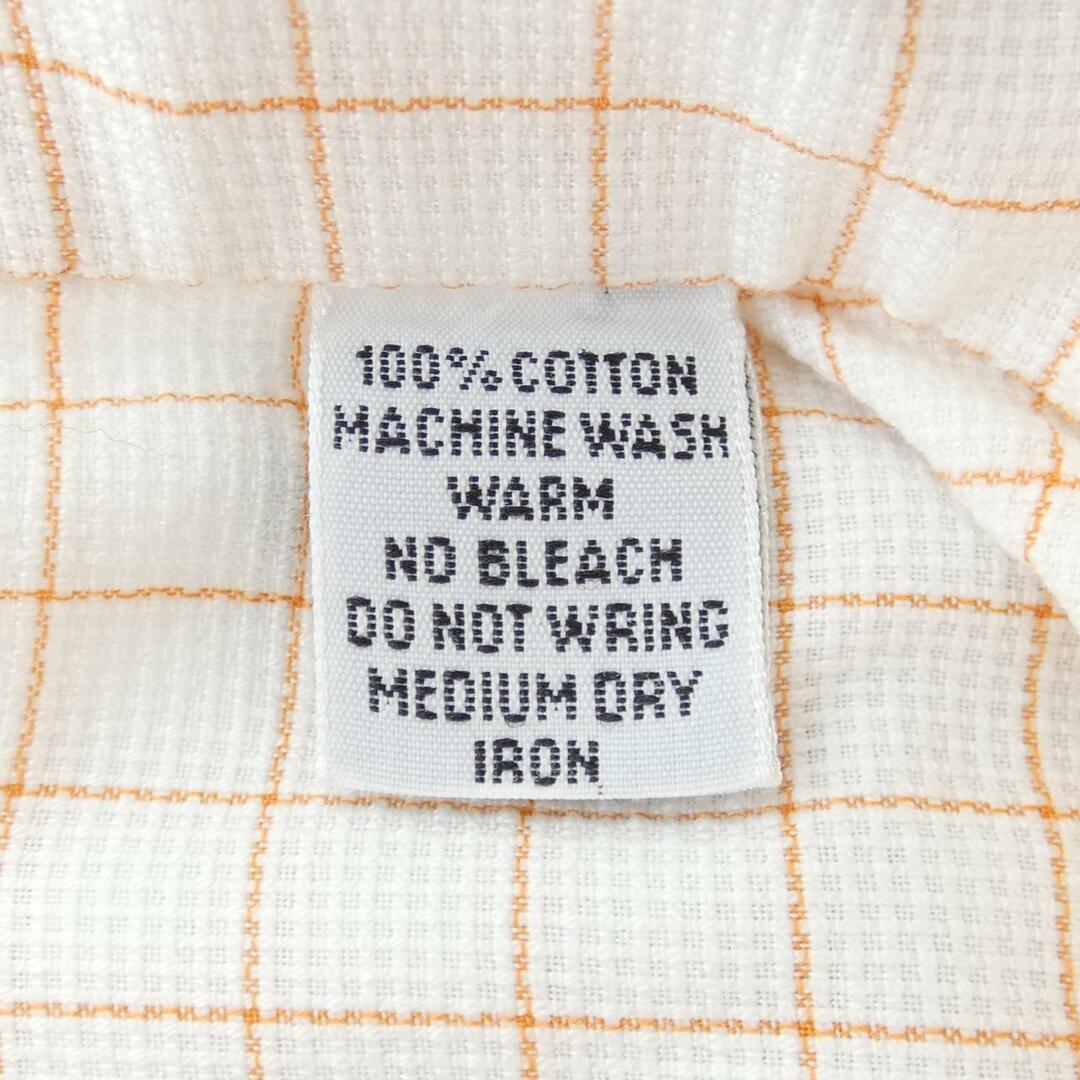 100% COTTON
MACHINE WASH
WARM
NO BLEACH
DO NOT WRING
MEDIUM DRY
IRON